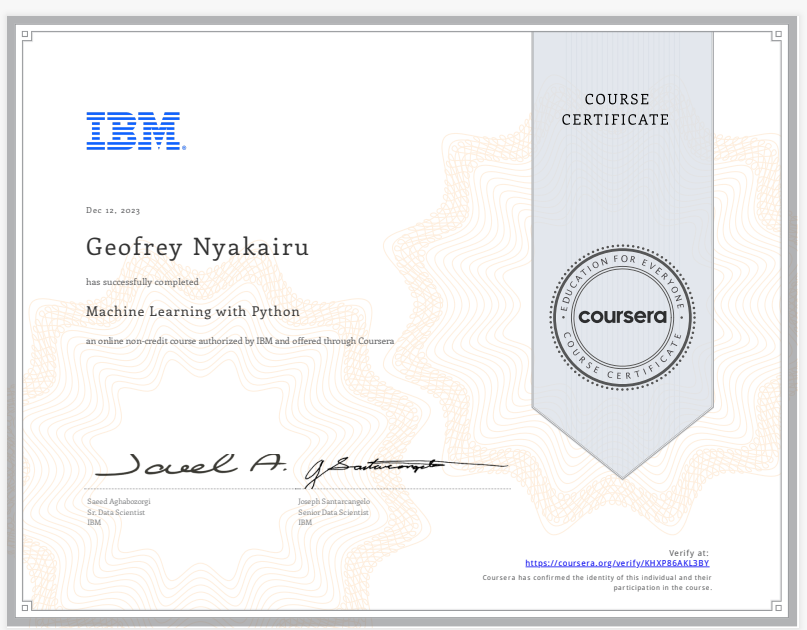 COURSE
CERTIFICATE
IBM®
Dec 12, 2023
Geofrey Nyakairu
has successfully completed
Machine Learning with Python
an online non-credit course authorized by IBM and offered through Coursera
EDUCATION FOR EVERYONE
coursera
COURSE CERTIFICATE
Saeed Aghabozorgi
Sr. Data Scientist
IBM
Joseph Santarcangelo
Senior Data Scientist
IBM
Verify at:
https://coursera.org/verify/KHXP86AKL3BY
Coursera has confirmed the identity of this individual and their
participation in the course.